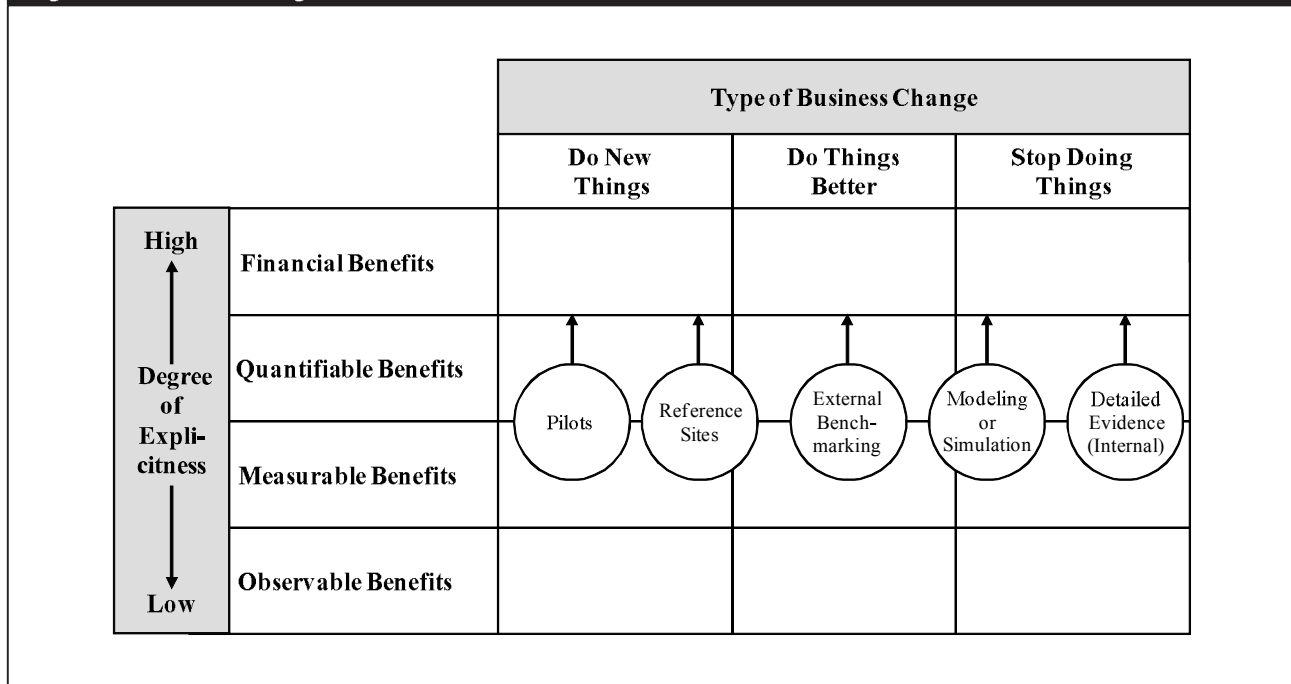 Type of Business Change
Do New
Things
Do Things
Better
Stop Doing
Things
High
Degree
of
Expli-
citness
Low
Financial Benefits
Quantifiable Benefits
Measurable Benefits
Observable Benefits
Pilots
Reference
Sites
External
Bench-
marking
Modeling
or
Simulation
Detailed
Evidence
(Internal)